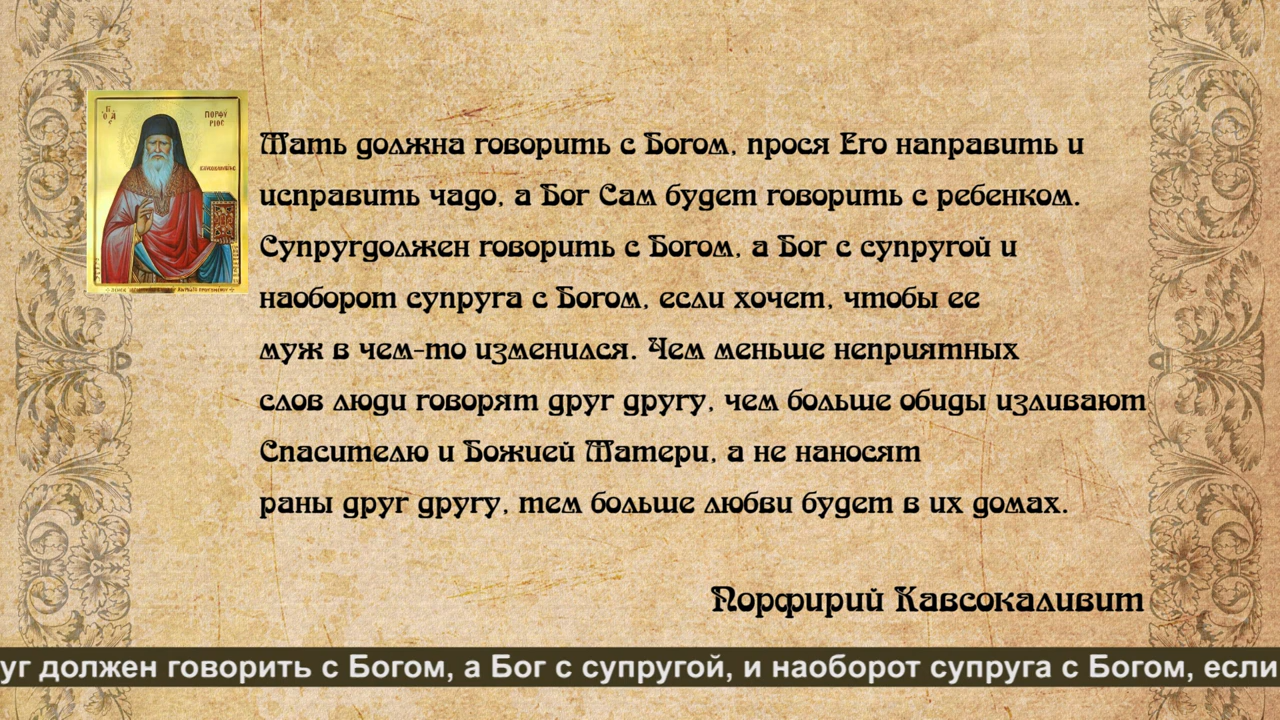 Ο Α
Γ
ΠΟΡΦΥ
ΡΙΟС
Мать должна говорить с Богом, прося Его направить и
исправить чадо, а Бог Сам будет говорить с ребенком.
Супругдолжен говорить с Богом, а Бог с супругой и
наоборот супруга с Богом, если хочет, чтобы ее
муж в чем-то изменился. Чем меньше неприятных
слов люди говорят друг другу, чем больше обиды изливают
Спасителю и Божией Матери, а не наносят
раны друг другу, тем больше любви будет в их домах.
Порфирий Кавсокаливит
уг должен говорить с Богом, а Бог с супругой, и наоборот супруга с Богом, если